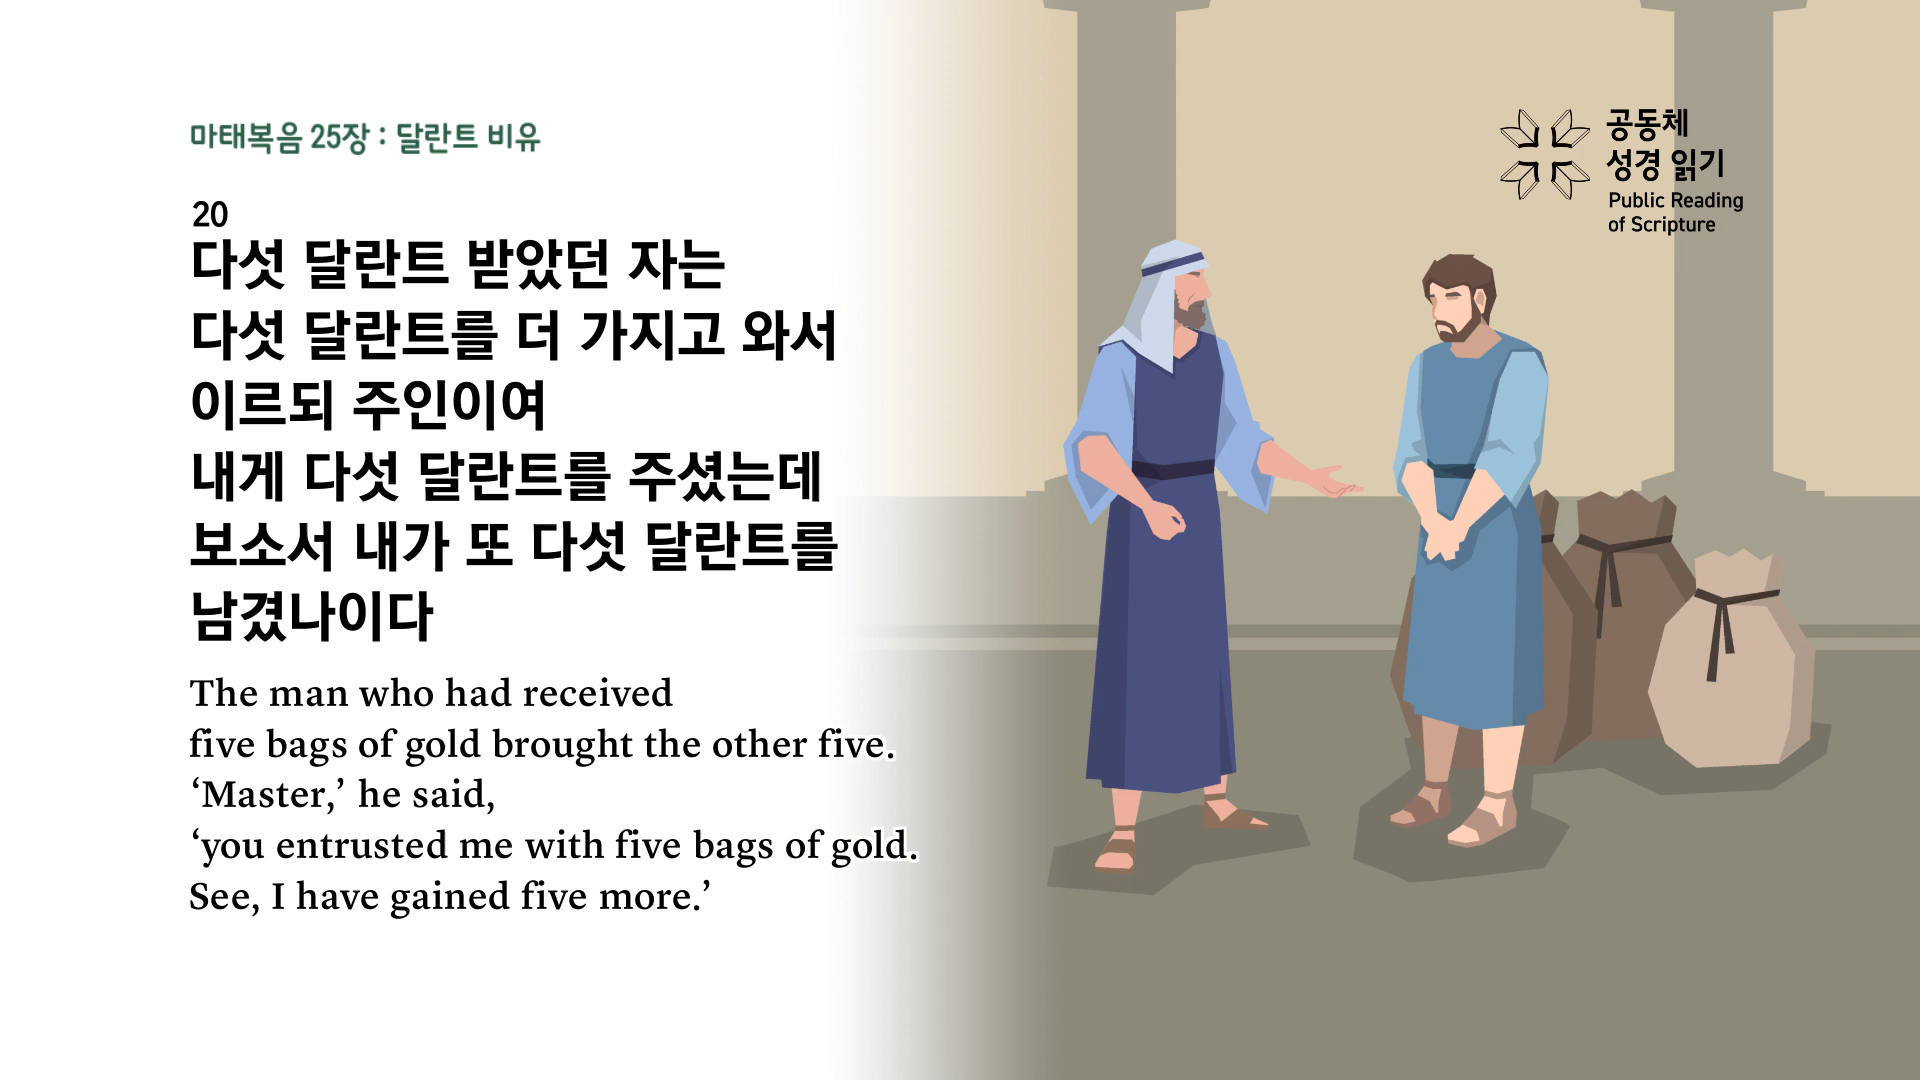 마태복음 25장 : 달란트 비유
20
다섯 달란트 받았던 자는
다섯 달란트를 더 가지고 와서
이르되 주인이여
내게 다섯 달란트를 주셨는데
보소서 내가 또 다섯 달란트를
남겼나이다
The man who had received
five bags of gold brought the other five.
‘Master,’ he said,
‘you entrusted me with five bags of gold.
See, I have gained five more.’
공동체
성경 읽기
Public Reading
of Scripture